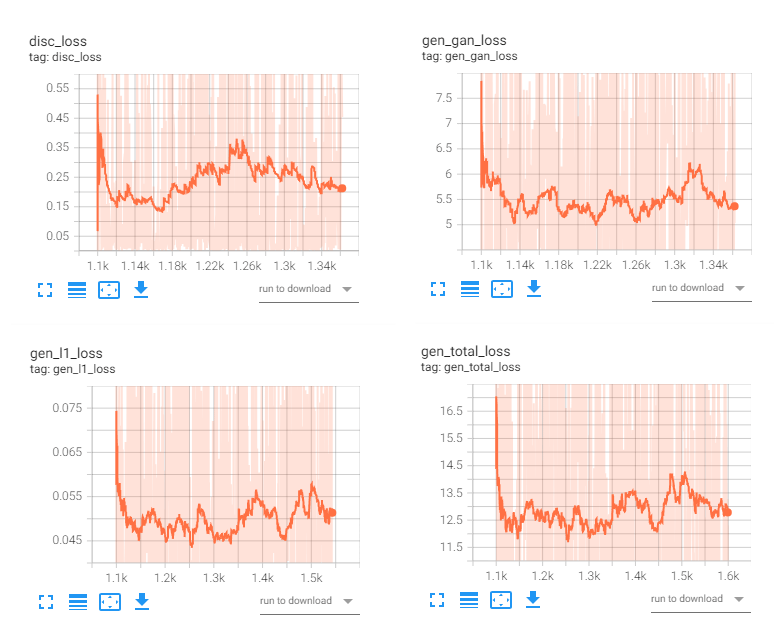 disc_loss
tag: disc_loss
0.55
0.45
0.35
0.25
0.15
0.05
1.1k 1.14k 1.18k 1.22k 1.26k 1.3k 1.34k
run to download
gen_gan_loss
tag: gen_gan_loss
7.5
7
6.5
6
5.5
5
1.1k 1.14k 1.18k 1.22k 1.26k 1.3k 1.34k
run to download
gen_l1_loss
tag: gen_l1_loss
0.075
0.065
0.055
0.045
1.1k 1.2k 1.3k 1.4k 1.5k
run to download
gen_total_loss
tag: gen_total_loss
16.5
15.5
14.5
13.5
12.5
11.5
1.1k 1.2k 1.3k 1.4k 1.5k 1.6k
run to download